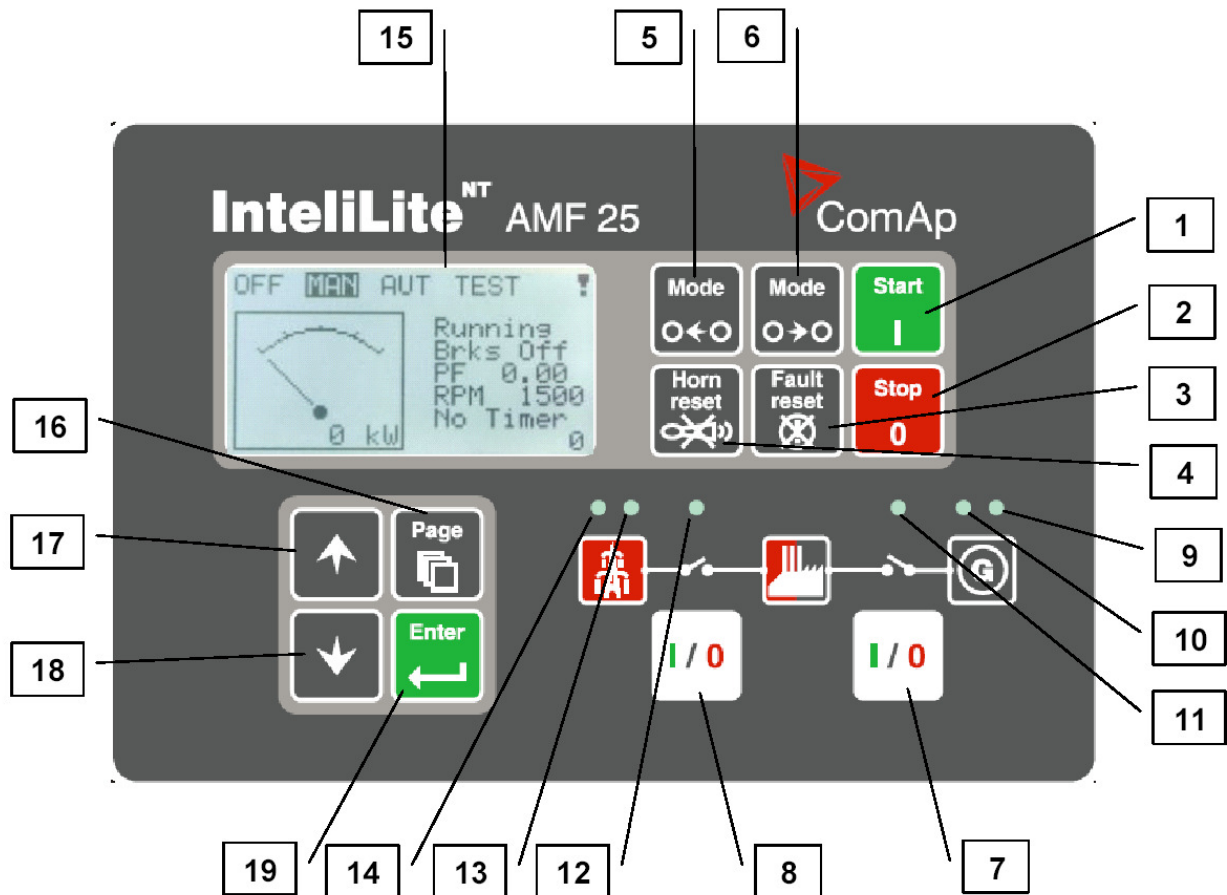 15
5
6
InteliLite NT AMF 25
ComAp
1
OFF MAN AUT TEST !
Running
Brks Off
PF 0.00
RPM 1500
No Timer
0 kW
0
Mode
Mode
Start
I
2
Horn reset
Fault reset
Stop
0
3
4
16
17
Page
9
G
Enter
10
18
I / 0
I / 0
11
19
14
13
12
8
7